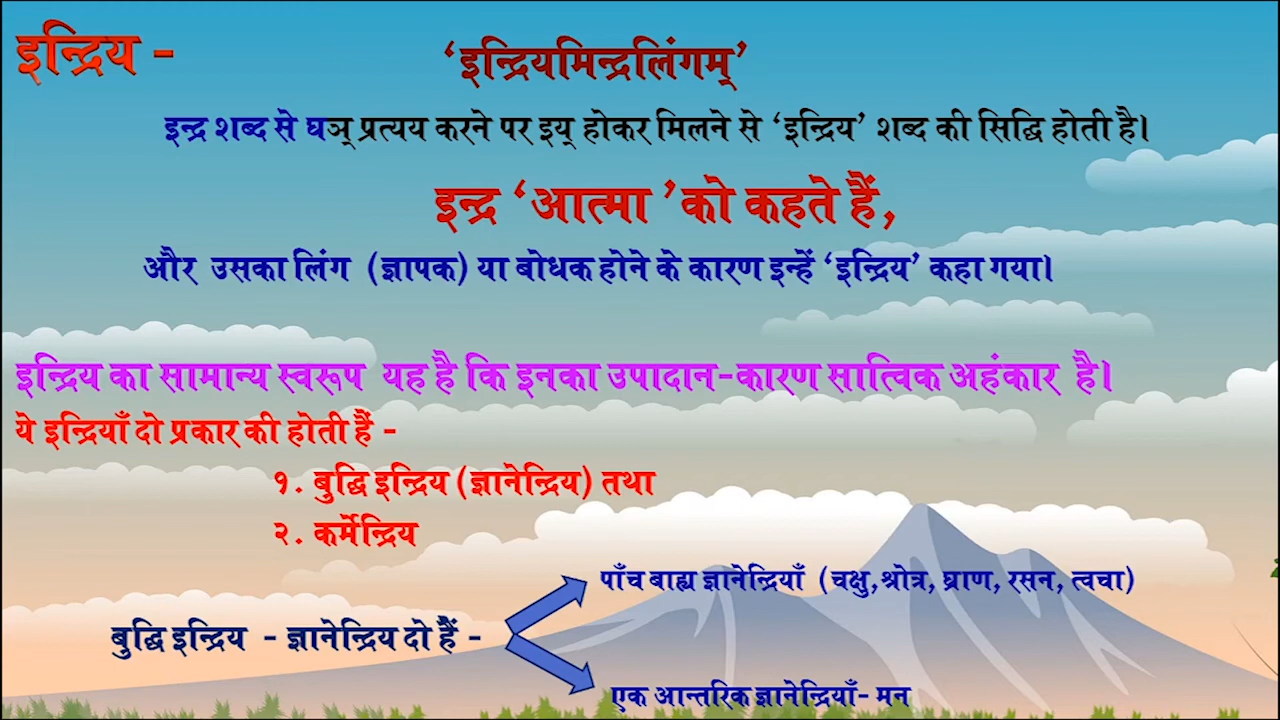 इन्द्रिय -
‘इन्द्रियमिन्द्रलिंगम्’
इन्द्र शब्द से घञ् प्रत्यय करने पर इय् होकर मिलने से ‘इन्द्रिय’ शब्द की सिद्धि होती है।
इन्द्र ‘आत्मा ’को कहते हैं,
और उसका लिंग (ज्ञापक) या बोधक होने के कारण इन्हें ‘इन्द्रिय’ कहा गया।
इन्द्रिय का सामान्य स्वरूप यह है कि इनका उपादान-कारण सात्विक अहंकार है।
ये इन्द्रियाँ दो प्रकार की होती हैं -
१. बुद्धि इन्द्रिय (ज्ञानेन्द्रिय) तथा
२. कर्मेन्द्रिय
पाँच बाह्य ज्ञानेन्द्रियाँ (चक्षु, श्रोत्र, घ्राण, रसन, त्वचा)
बुद्धि इन्द्रिय - ज्ञानेन्द्रिय दो हैं -
एक आन्तरिक ज्ञानेन्द्रियाँ- मन